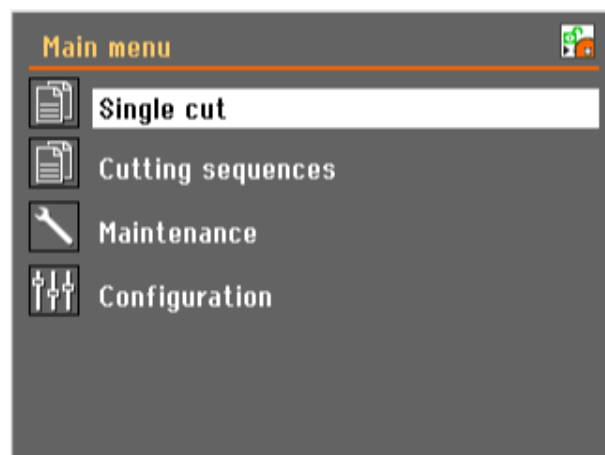 Main menu
Single cut
Cutting sequences
Maintenance
Configuration